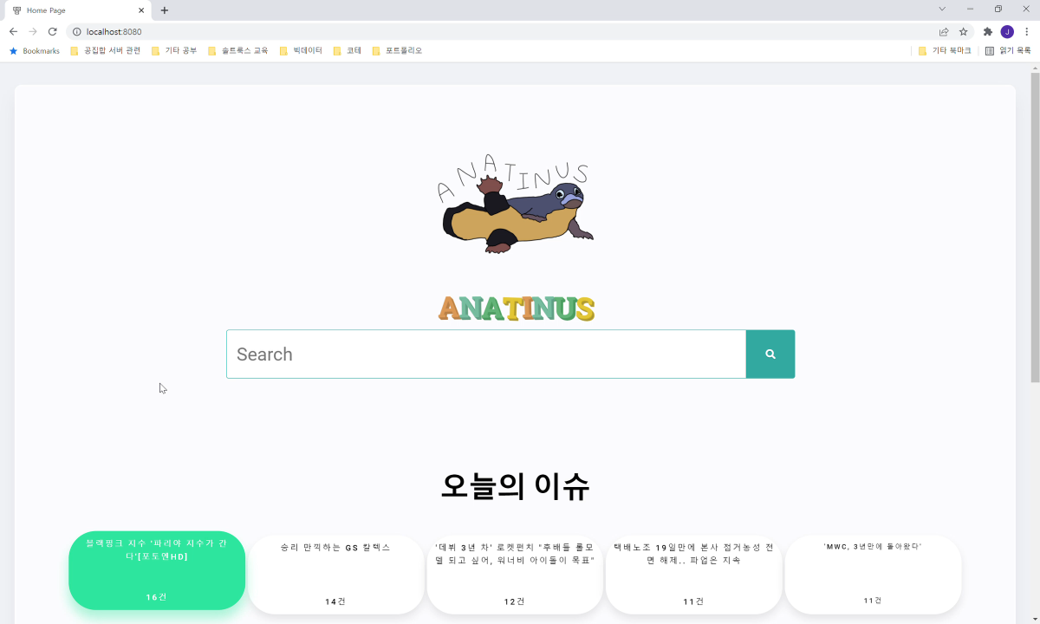 Home Page
localhost:8080
J
Bookmarks 공집합 서버 관련 기타 공부 솔트룩스 교육 빅데이터 코테 포트폴리오 기타 북마크 읽기 목록
ANATINUS
ANATINUS
Search
오늘의 이슈
블랙핑크 지수 '파리야 지수가 간
다'[포토엔HD]
16건
승리 만끽하는 GS 칼텍스
14건
'데뷔 3년 차' 로켓펀치 "후배들 롤모
델 되고 싶어, 워너비 아이돌이 목표"
12건
택배노조 19일만에 본사 점거농성 전
면 해제.. 파업은 지속
11건
'MWC, 3년만에 돌아왔다'
11건